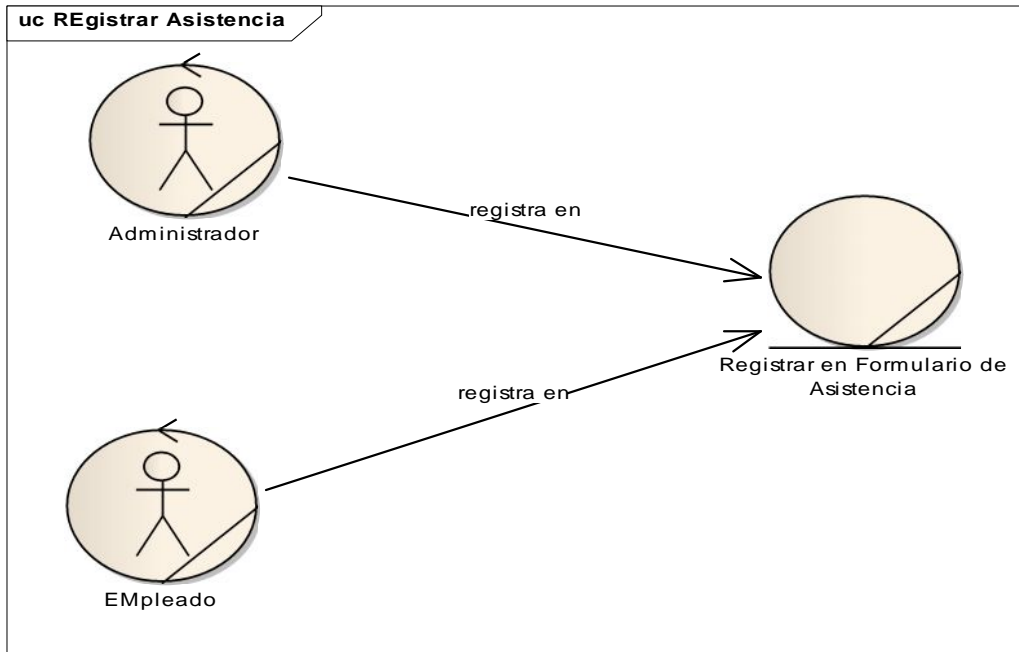 uc REgistrar Asistencia
Administrador
registra en
Registrar en Formulario de
Asistencia
registra en
EMpleado